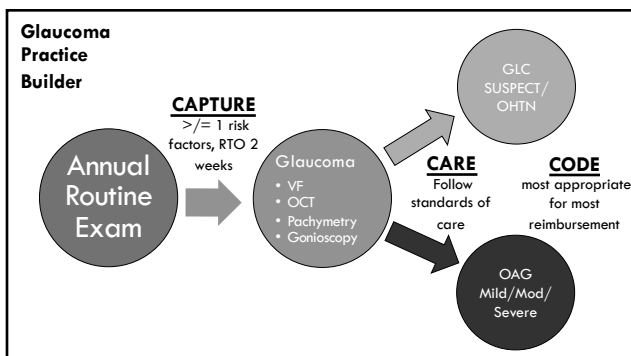 Glaucoma
Practice
Builder
Annual
Routine
Exam
CAPTURE
>/= 1 risk
factors, RTO 2
weeks
Glaucoma
• VF
• OCT
• Pachymetry
• Gonioscopy
GLC
SUSPECT/
OHTN
CARE
Follow
standards of
care
CODE
most appropriate
for most
reimbursement
OAG
Mild/Mod/
Severe